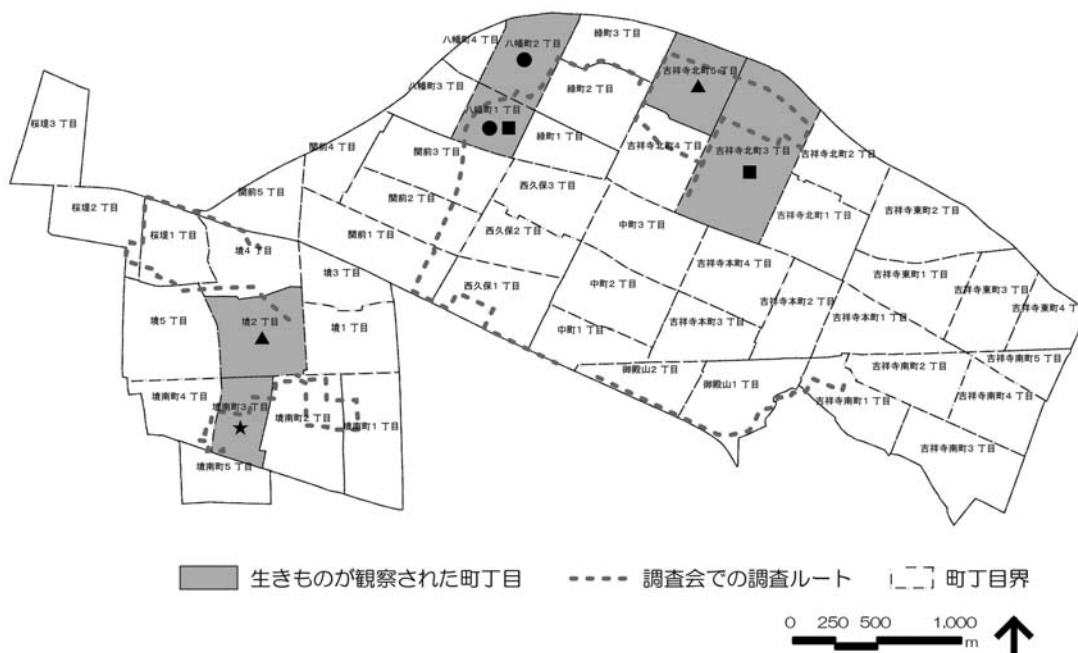 八幡町4 丁目
八幡町2 丁目
緑町3 丁目
吉祥寺北町5 丁目
八幡町3 丁目
緑町2 丁目
桜堤3 丁目
八幡町1 丁目
緑町1 丁目
吉祥寺北町4 丁目
吉祥寺北町3 丁目
吉祥寺北町2 丁目
関前4 丁目
関前3 丁目
西久保3 丁目
関前5 丁目
関前2 丁目
桜堤2 丁目
吉祥寺北町1 丁目
吉祥寺東町2 丁目
中町3 丁目
桜堤1 丁目
境4 丁目
関前1 丁目
西久保2 丁目
吉祥寺本町4 丁目
境3 丁目
吉祥寺東町1 丁目
中町2 丁目
西久保1 丁目
吉祥寺東町3 丁目
吉祥寺本町2 丁目
吉祥寺東町4 丁目
境5 丁目
境2 丁目
境1 丁目
中町1 丁目
吉祥寺本町3 丁目
吉祥寺本町1 丁目
吉祥寺南町5 丁目
御殿山2 丁目
御殿山1 丁目
吉祥寺南町2 丁目
境南町4 丁目
境南町3 丁目
境南町2 丁目
境南町1 丁目
吉祥寺南町1 丁目
吉祥寺南町4 丁目
吉祥寺南町3 丁目
境南町5 丁目
生きものが観察された町丁目
調査会での調査ルート
町丁目界
0 250 500 1,000
m